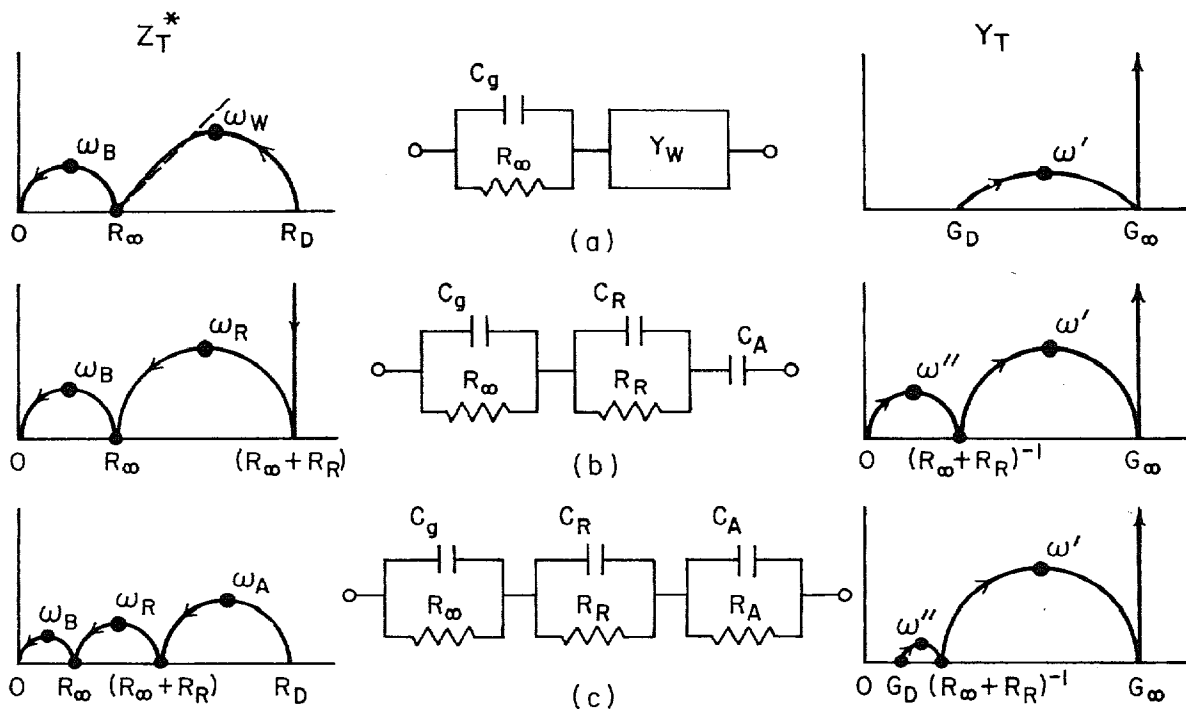 Z_T^*
Y_T
ω_B
ω_W
O
R_∞
R_D
C_g
R_∞
Y_W
(a)
ω′
G_D
G_∞
ω_B
ω_R
O
R_∞
(R_∞+R_R)
C_g
R_∞
C_R
R_R
C_A
(b)
ω″
ω′
O
(R_∞+R_R)^{-1}
G_∞
ω_B
ω_R
ω_A
O
R_∞
(R_∞+R_R)
R_D
C_g
R_∞
C_R
R_R
C_A
R_A
(c)
ω″
ω′
O
G_D
(R_∞+R_R)^{-1}
G_∞